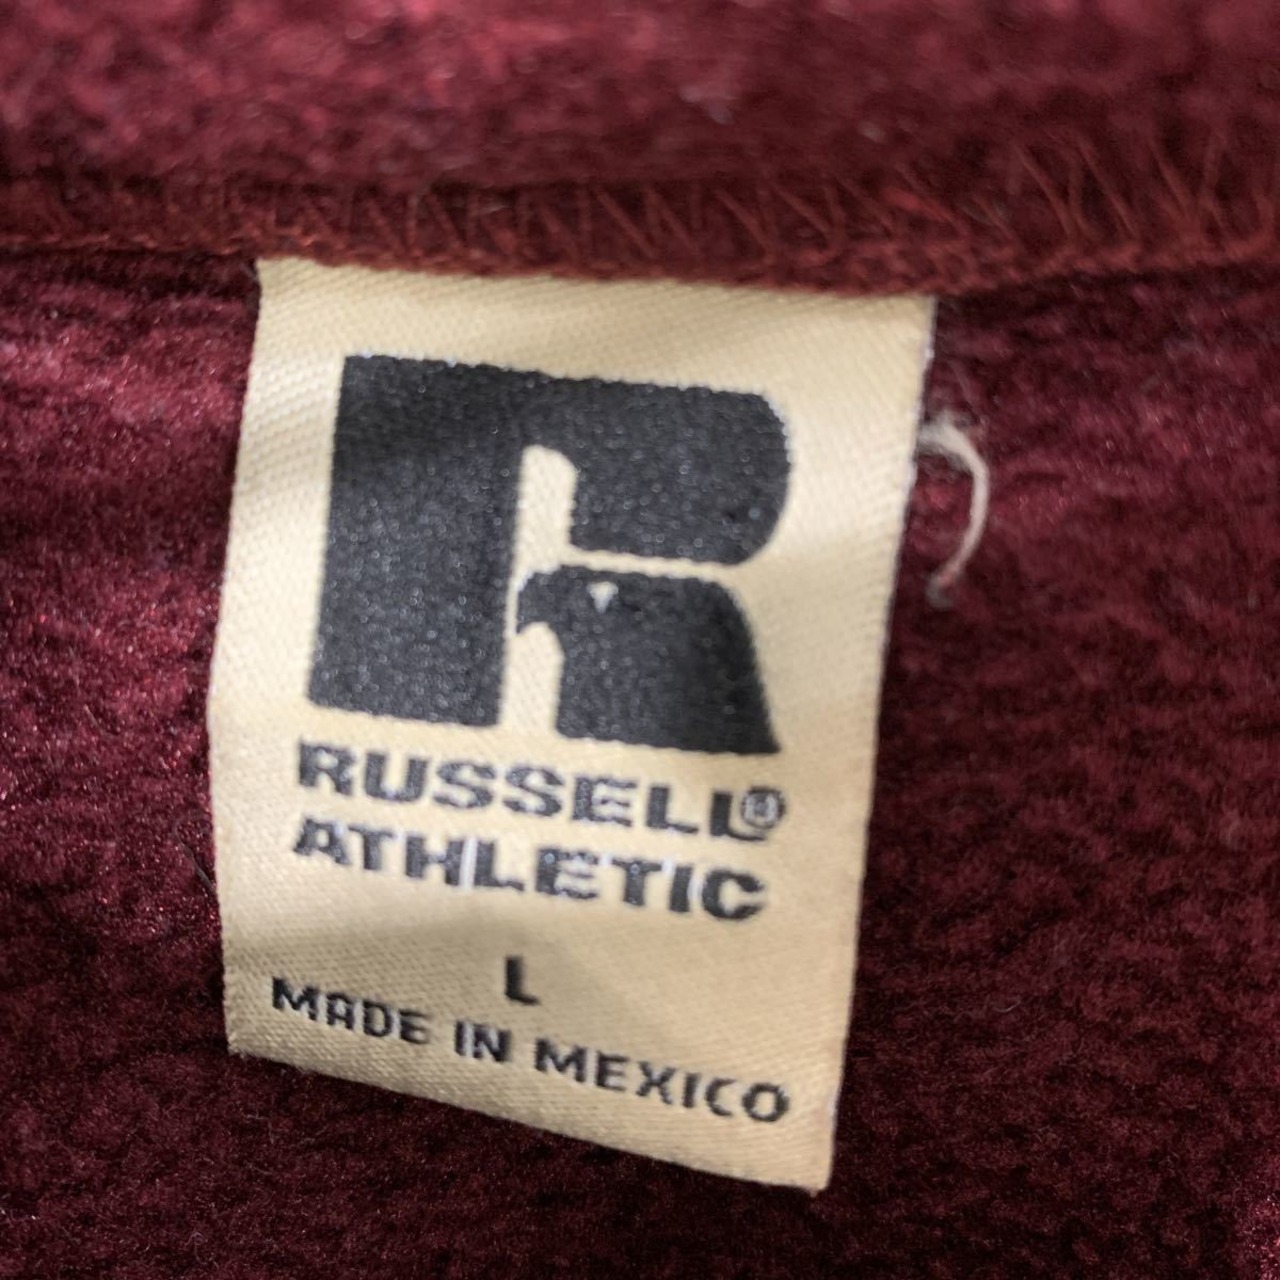 R
RUSSELL®
ATHLETIC
L
MADE IN MEXICO